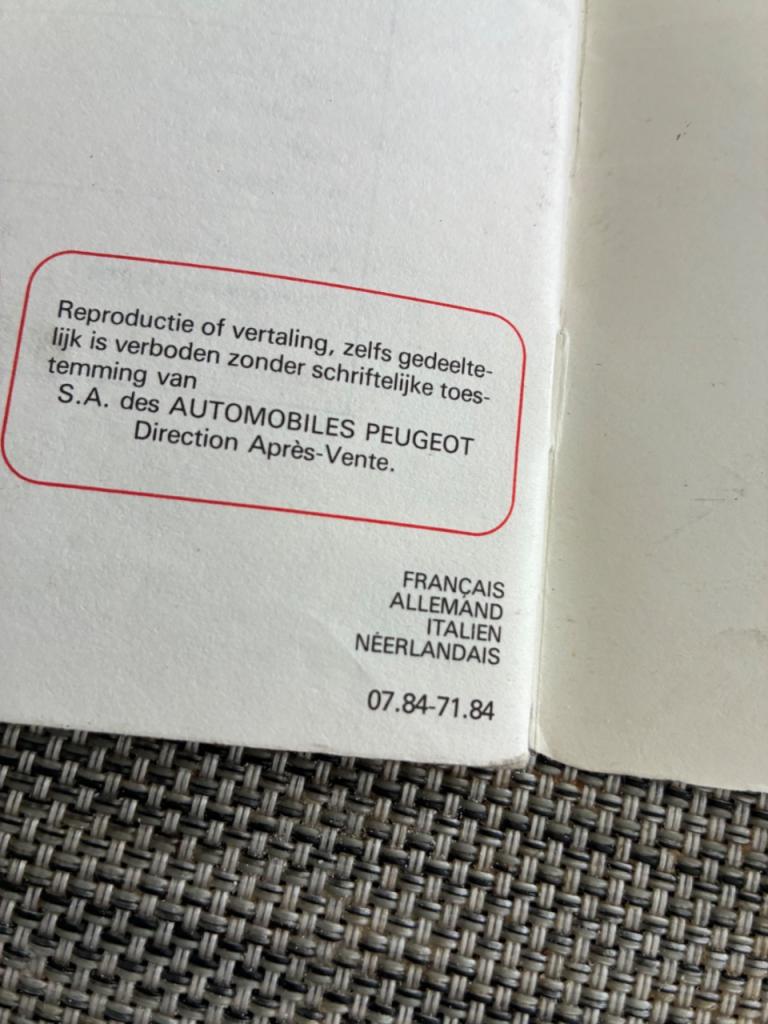 Reproductie of vertaling, zelfs gedeelte-
lijk is verboden zonder schriftelijke toes-
temming van
S.A. des AUTOMOBILES PEUGEOT
Direction Après-Vente.
FRANÇAIS
ALLEMAND
ITALIEN
NÉERLANDAIS
07.84-71.84